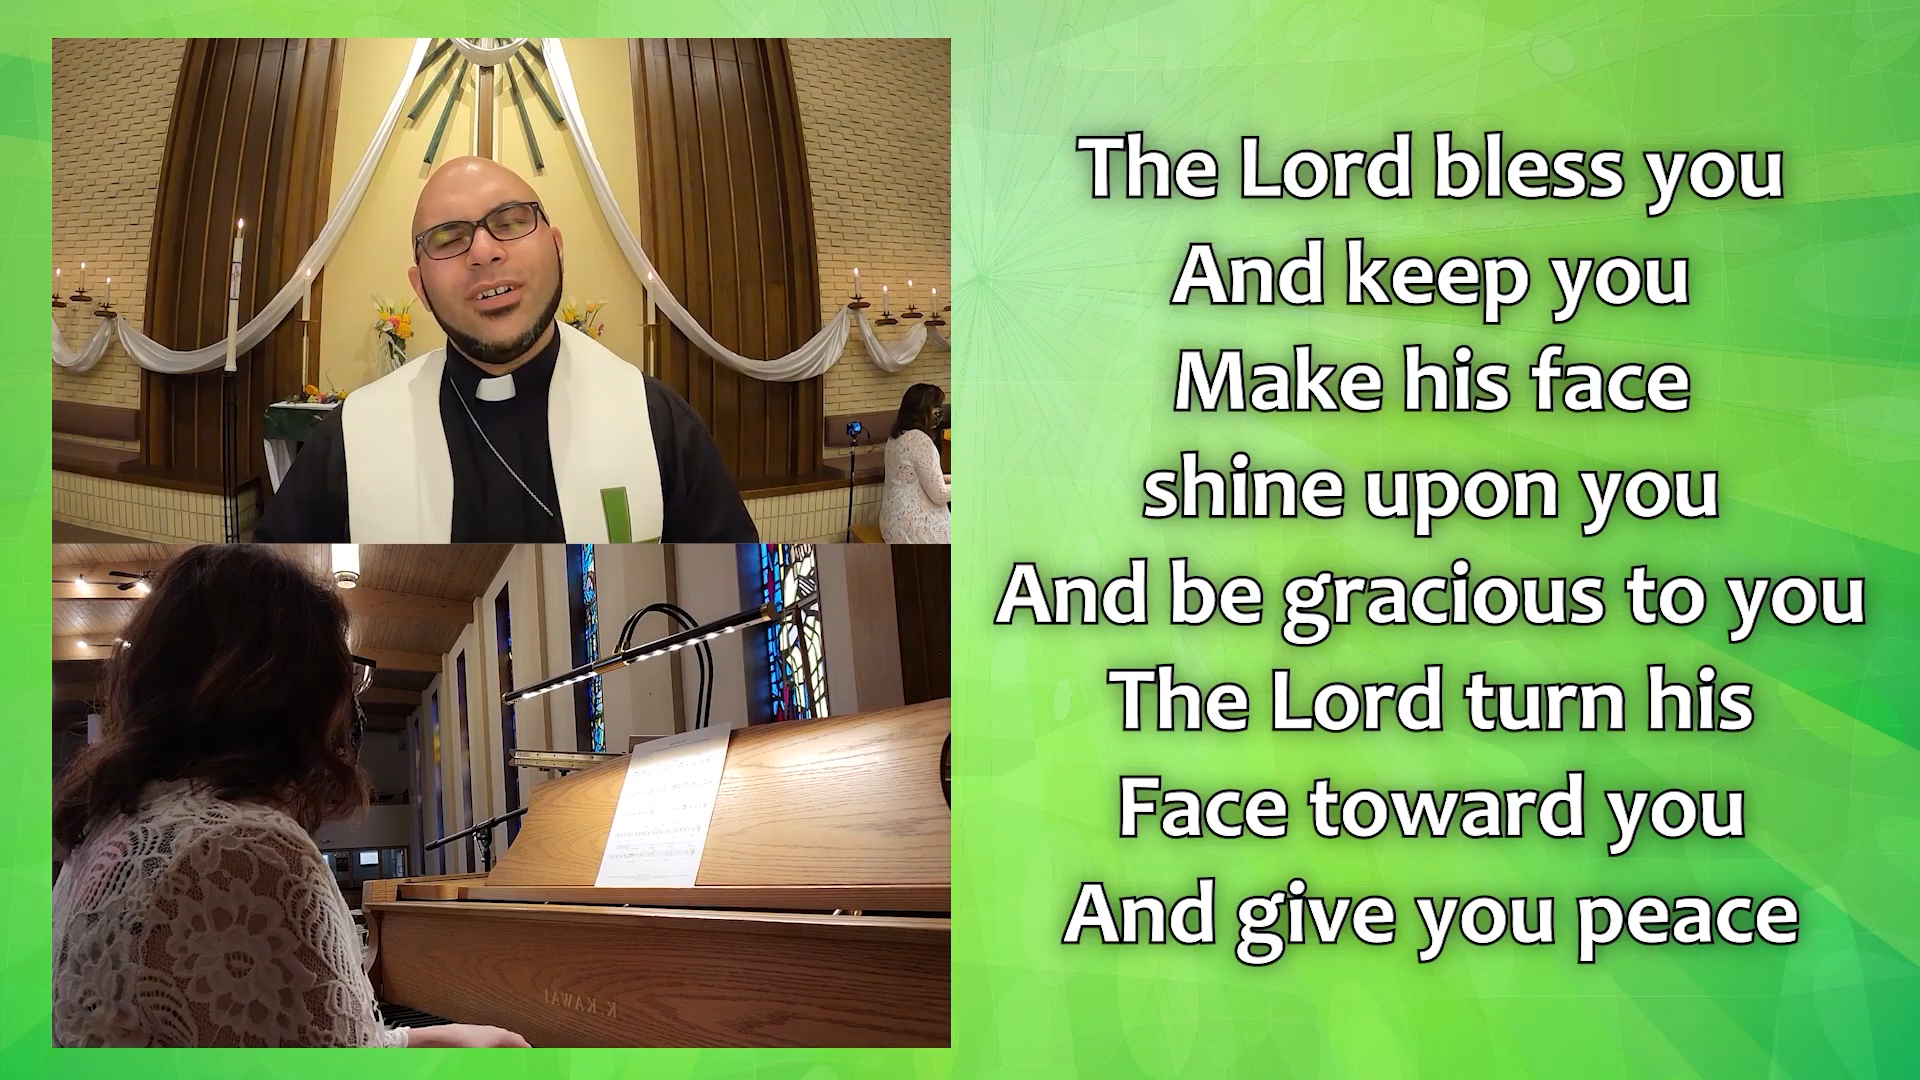 The Lord bless you
And keep you
Make his face
shine upon you
And be gracious to you
The Lord turn his
Face toward you
And give you peace
K.KAWAI